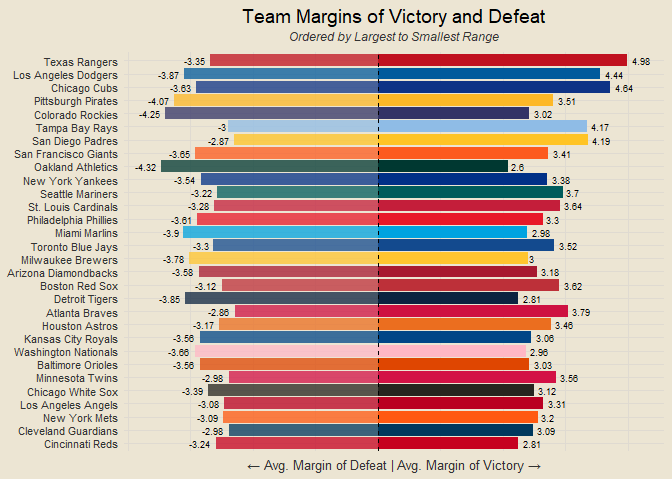 Team Margins of Victory and Defeat
Ordered by Largest to Smallest Range
Texas Rangers -3.35 4.98
Los Angeles Dodgers -3.87 4.44
Chicago Cubs -3.63 4.64
Pittsburgh Pirates -4.07 3.51
Colorado Rockies -4.25 3.02
Tampa Bay Rays -3 4.17
San Diego Padres -2.87 4.19
San Francisco Giants -3.65 3.41
Oakland Athletics -4.32 2.6
New York Yankees -3.54 3.38
Seattle Mariners -3.22 3.7
St. Louis Cardinals -3.28 3.64
Philadelphia Phillies -3.61 3.3
Miami Marlins -3.9 2.98
Toronto Blue Jays -3.3 3.52
Milwaukee Brewers -3.78 3
Arizona Diamondbacks -3.58 3.18
Boston Red Sox -3.12 3.62
Detroit Tigers -3.85 2.81
Atlanta Braves -2.86 3.79
Houston Astros -3.17 3.46
Kansas City Royals -3.56 3.06
Washington Nationals -3.66 2.96
Baltimore Orioles -3.56 3.03
Minnesota Twins -2.98 3.56
Chicago White Sox -3.39 3.12
Los Angeles Angels -3.08 3.31
New York Mets -3.09 3.2
Cleveland Guardians -2.98 3.09
Cincinnati Reds -3.24 2.81
← Avg. Margin of Defeat | Avg. Margin of Victory →